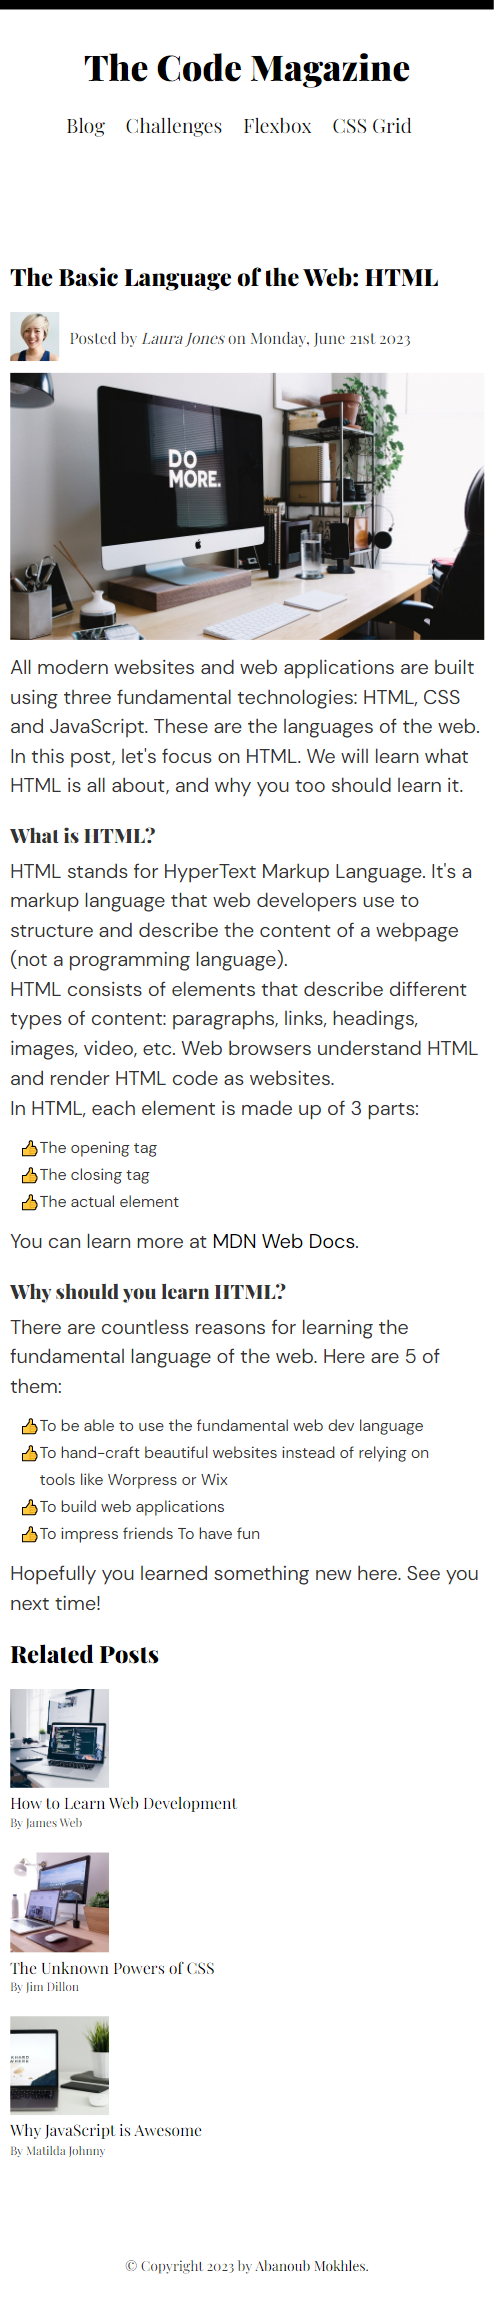 The Code Magazine
Blog Challenges Flexbox CSS Grid
The Basic Language of the Web: HTML
Posted by Laura Jones on Monday, June 21st 2023
DO
MORE.
All modern websites and web applications are built
using three fundamental technologies: HTML, CSS
and JavaScript. These are the languages of the web.
In this post, let's focus on HTML. We will learn what
HTML is all about, and why you too should learn it.
What is HTML?
HTML stands for HyperText Markup Language. It's a
markup language that web developers use to
structure and describe the content of a webpage
(not a programming language).
HTML consists of elements that describe different
types of content: paragraphs, links, headings,
images, video, etc. Web browsers understand HTML
and render HTML code as websites.
In HTML, each element is made up of 3 parts:
👍The opening tag
👍The closing tag
👍The actual element
You can learn more at MDN Web Docs.
Why should you learn HTML?
There are countless reasons for learning the
fundamental language of the web. Here are 5 of
them:
👍To be able to use the fundamental web dev language
👍To hand-craft beautiful websites instead of relying on
tools like Worpress or Wix
👍To build web applications
👍To impress friends To have fun
Hopefully you learned something new here. See you
next time!
Related Posts
How to Learn Web Development
By James Web
The Unknown Powers of CSS
By Jim Dillon
Why JavaScript is Awesome
By Matilda Johnny
© Copyright 2023 by Abanoub Mokhles.